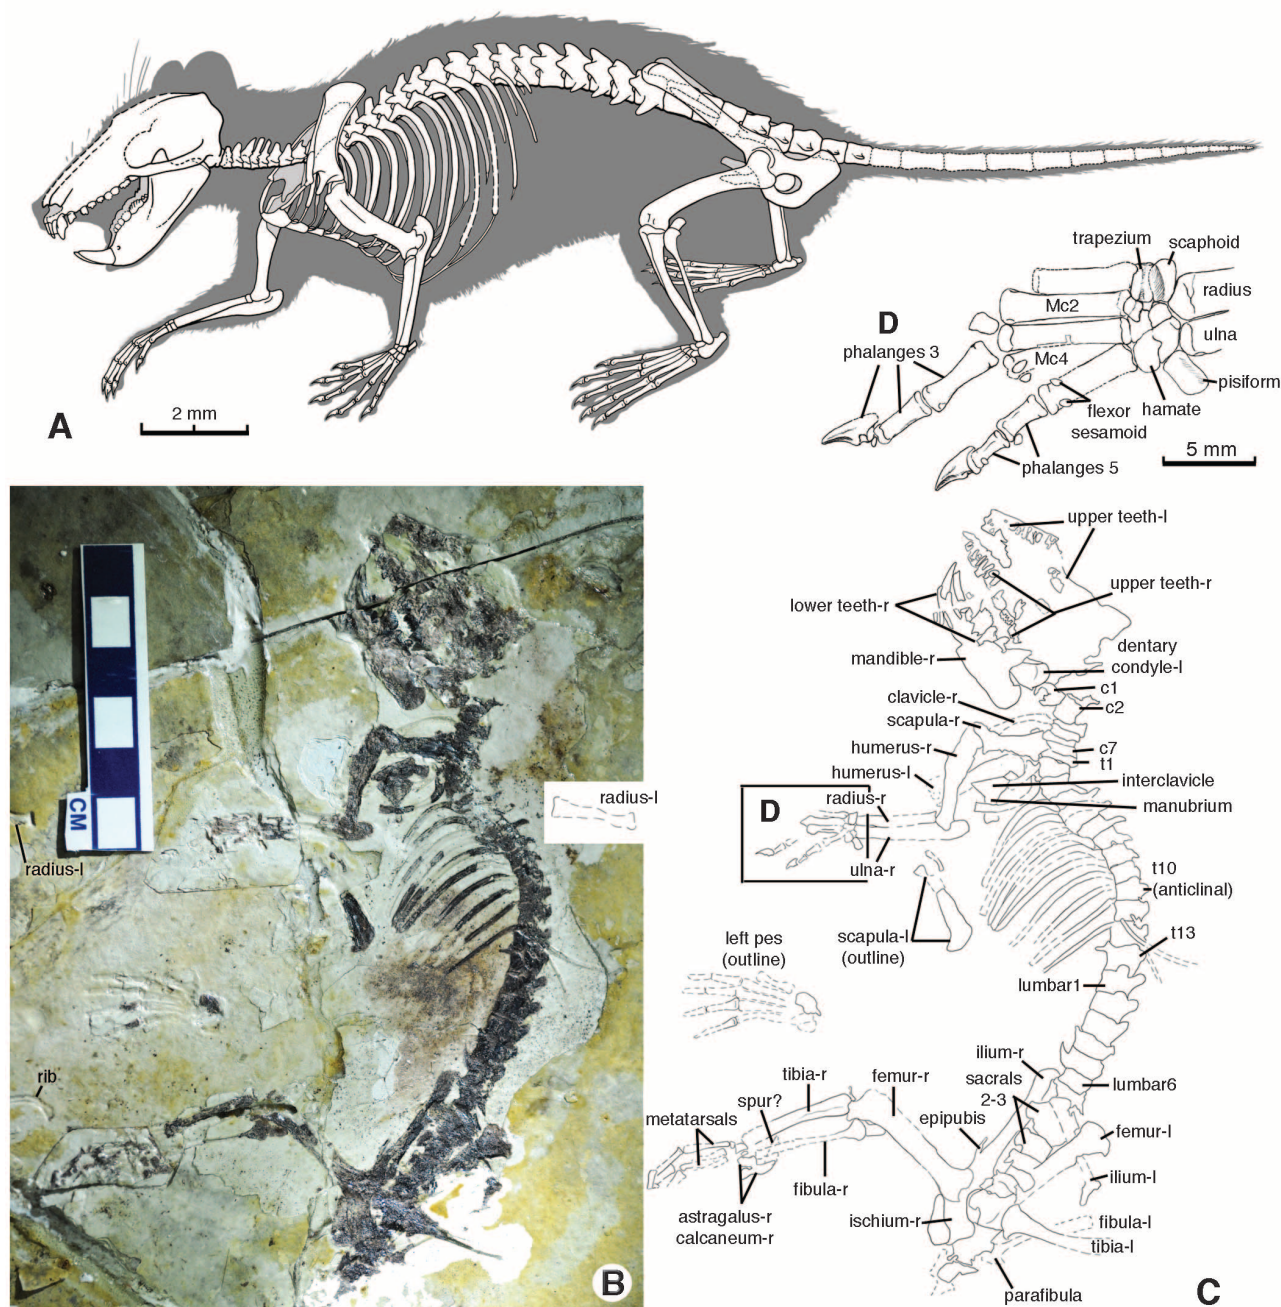 A
2 mm
trapezium
scaphoid
radius
Mc2
D
ulna
phalanges 3
Mc4
pisiform
flexor
sesamoid
hamate
phalanges 5
5 mm
upper teeth-l
upper teeth-r
lower teeth-r
dentary
condyle-l
mandible-r
c1
clavicle-r
c2
scapula-r
humerus-r
c7
t1
humerus-l
interclavicle
radius-r
manubrium
D
ulna-r
t10
(anticlinal)
scapula-l
(outline)
t13
left pes
(outline)
lumbar1
ilium-r
tibia-r
femur-r
sacrals
2-3
lumbar6
spur?
metatarsals
epipubis
femur-l
fibula-r
ilium-l
astragalus-r
calcaneum-r
ischium-r
fibula-l
tibia-l
parafibula
C
radius-l
CM
radius-l
rib
B